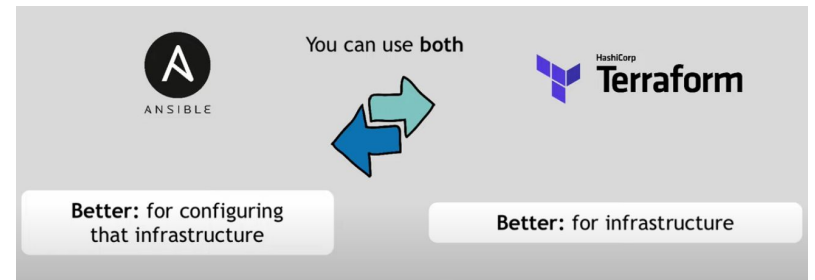 You can use both
ANSIBLE
HashiCorp
Terraform
Better: for configuring
that infrastructure
Better: for infrastructure